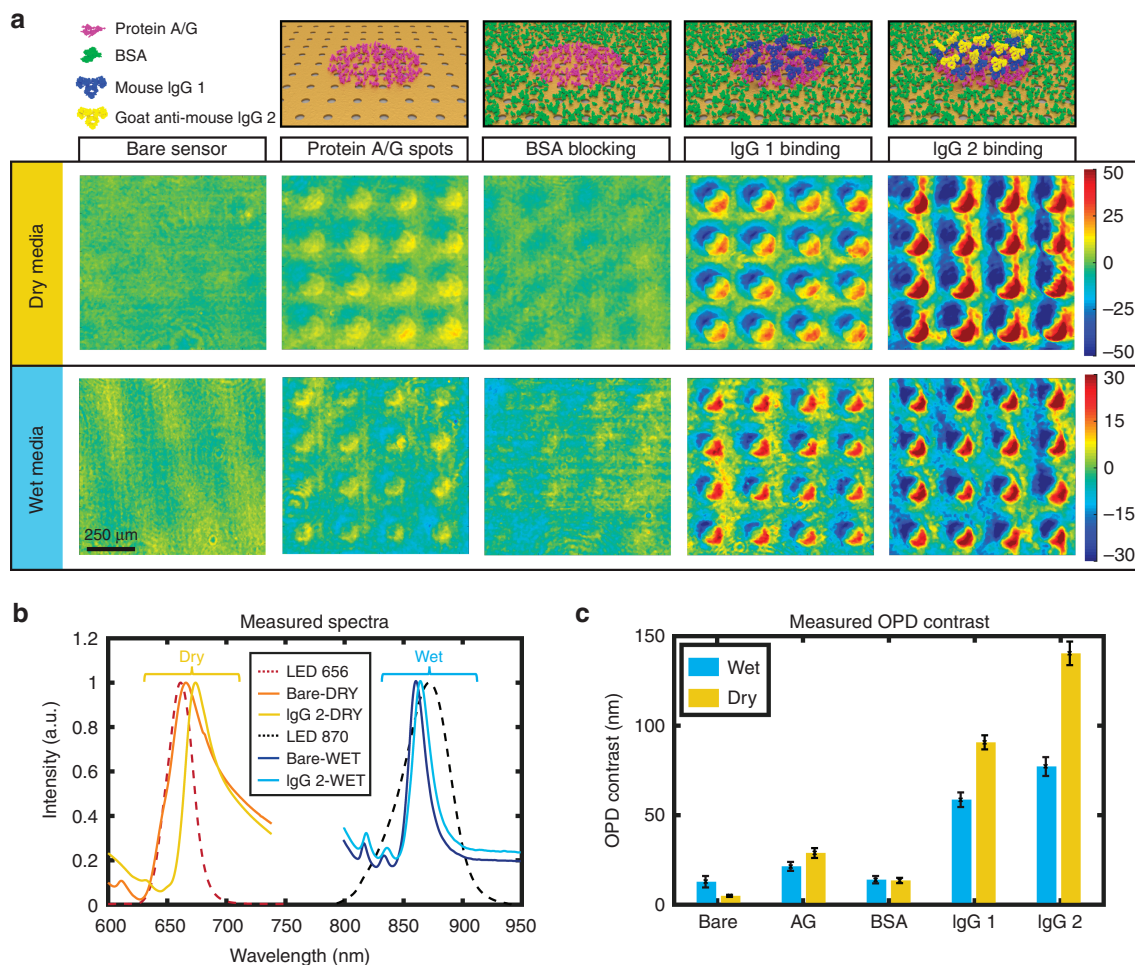 a
Protein A/G
BSA
Mouse IgG 1
Goat anti-mouse IgG 2
Bare sensor
Protein A/G spots
BSA blocking
IgG 1 binding
IgG 2 binding
Dry media
50
25
0
−25
−50
Wet media
30
15
0
−15
−30
250 μm
b
Measured spectra
Intensity (a.u.)
1.2
1
0.8
0.6
0.4
0.2
0
Dry
Wet
LED 656
Bare-DRY
IgG 2-DRY
LED 870
Bare-WET
IgG 2-WET
600 650 700 750 800 850 900 950
Wavelength (nm)
c
Measured OPD contrast
OPD contrast (nm)
150
100
50
0
Wet
Dry
Bare AG BSA IgG 1 IgG 2